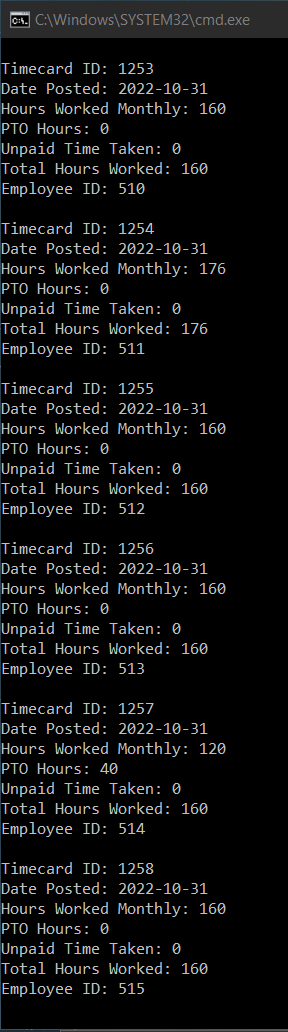 C:\Windows\SYSTEM32\cmd.exe
Timecard ID: 1253
Date Posted: 2022-10-31
Hours Worked Monthly: 160
PTO Hours: 0
Unpaid Time Taken: 0
Total Hours Worked: 160
Employee ID: 510
Timecard ID: 1254
Date Posted: 2022-10-31
Hours Worked Monthly: 176
PTO Hours: 0
Unpaid Time Taken: 0
Total Hours Worked: 176
Employee ID: 511
Timecard ID: 1255
Date Posted: 2022-10-31
Hours Worked Monthly: 160
PTO Hours: 0
Unpaid Time Taken: 0
Total Hours Worked: 160
Employee ID: 512
Timecard ID: 1256
Date Posted: 2022-10-31
Hours Worked Monthly: 160
PTO Hours: 0
Unpaid Time Taken: 0
Total Hours Worked: 160
Employee ID: 513
Timecard ID: 1257
Date Posted: 2022-10-31
Hours Worked Monthly: 120
PTO Hours: 40
Unpaid Time Taken: 0
Total Hours Worked: 160
Employee ID: 514
Timecard ID: 1258
Date Posted: 2022-10-31
Hours Worked Monthly: 160
PTO Hours: 0
Unpaid Time Taken: 0
Total Hours Worked: 160
Employee ID: 515